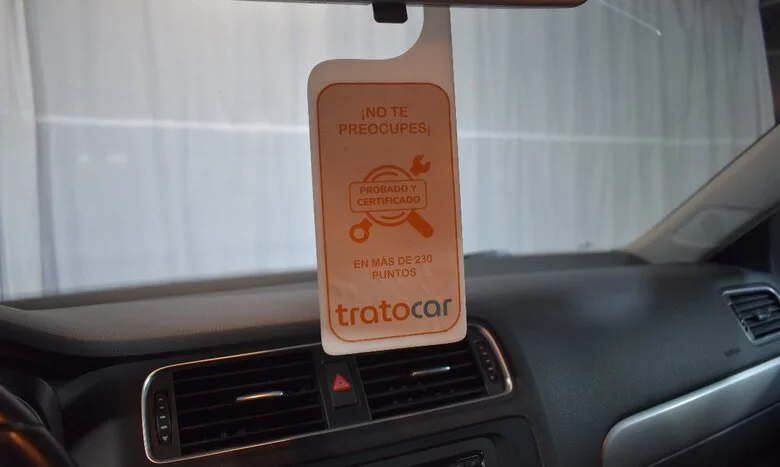 ¡NO TE
PREOCUPES¡
PROBADO Y
CERTIFICADO
EN MÁS DE 230
PUNTOS
tratocar